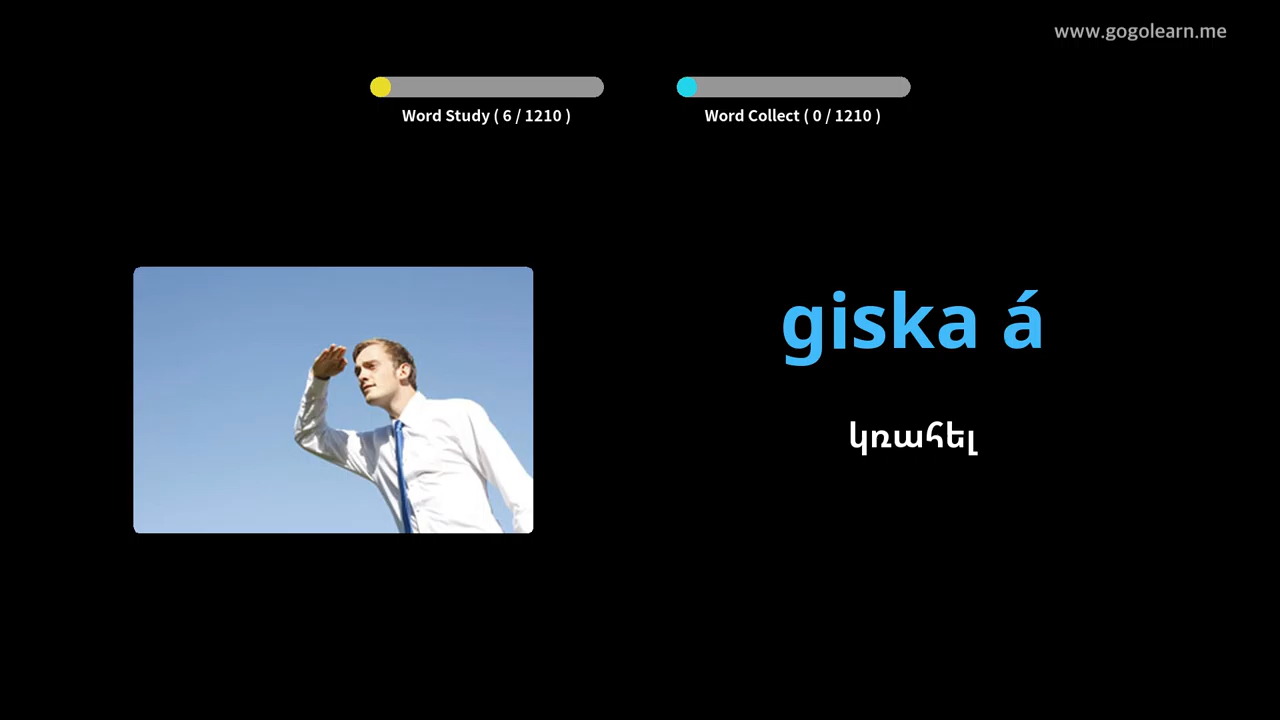 www.gogolearn.me
Word Study ( 6 / 1210 )
Word Collect ( 0 / 1210 )
giska á
կռահել